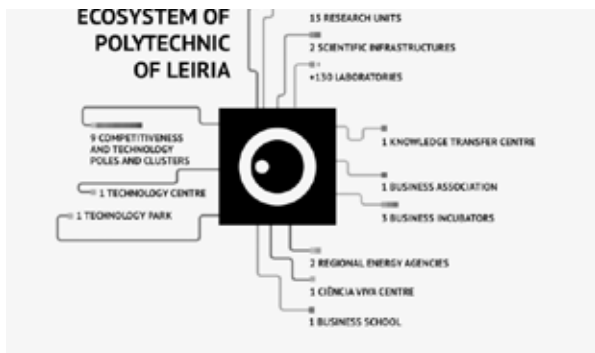 ECOSYSTEM OF
POLYTECHNIC
OF LEIRIA
15 RESEARCH UNITS
2 SCIENTIFIC INFRASTRUCTURES
+130 LABORATORIES
9 COMPETITIVENESS
AND TECHNOLOGY
POLES AND CLUSTERS
1 TECHNOLOGY CENTRE
1 TECHNOLOGY PARK
1 KNOWLEDGE TRANSFER CENTRE
1 BUSINESS ASSOCIATION
3 BUSINESS INCUBATORS
2 REGIONAL ENERGY AGENCIES
1 CIÊNCIA VIVA CENTRE
1 BUSINESS SCHOOL